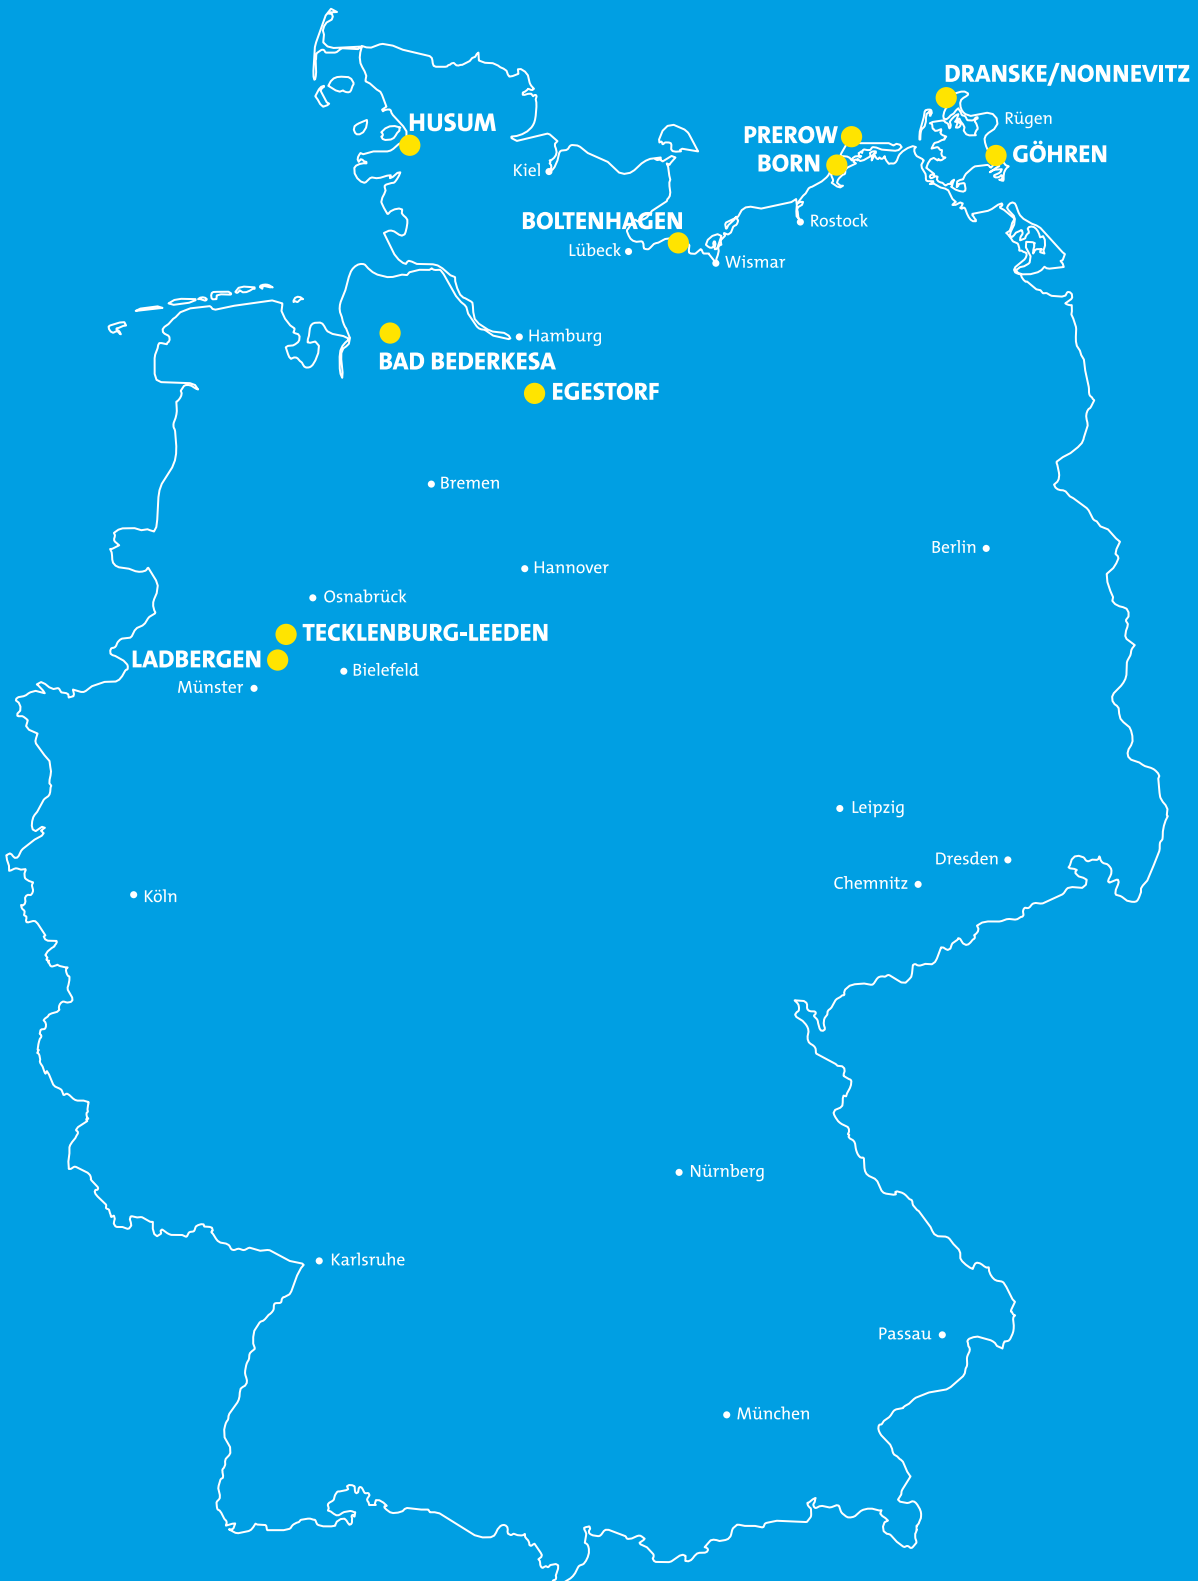 DRANSKE/NONNEVITZ
Rügen
HUSUM
PREROW
GÖHREN
BORN
Kiel
BOLTENHAGEN
Rostock
Lübeck
Wismar
Hamburg
BAD BEDERKESA
EGESTORF
Bremen
Berlin
Hannover
Osnabrück
TECKLENBURG-LEEDEN
LADBERGEN
Bielefeld
Münster
Leipzig
Dresden
Chemnitz
Köln
Nürnberg
Karlsruhe
Passau
München